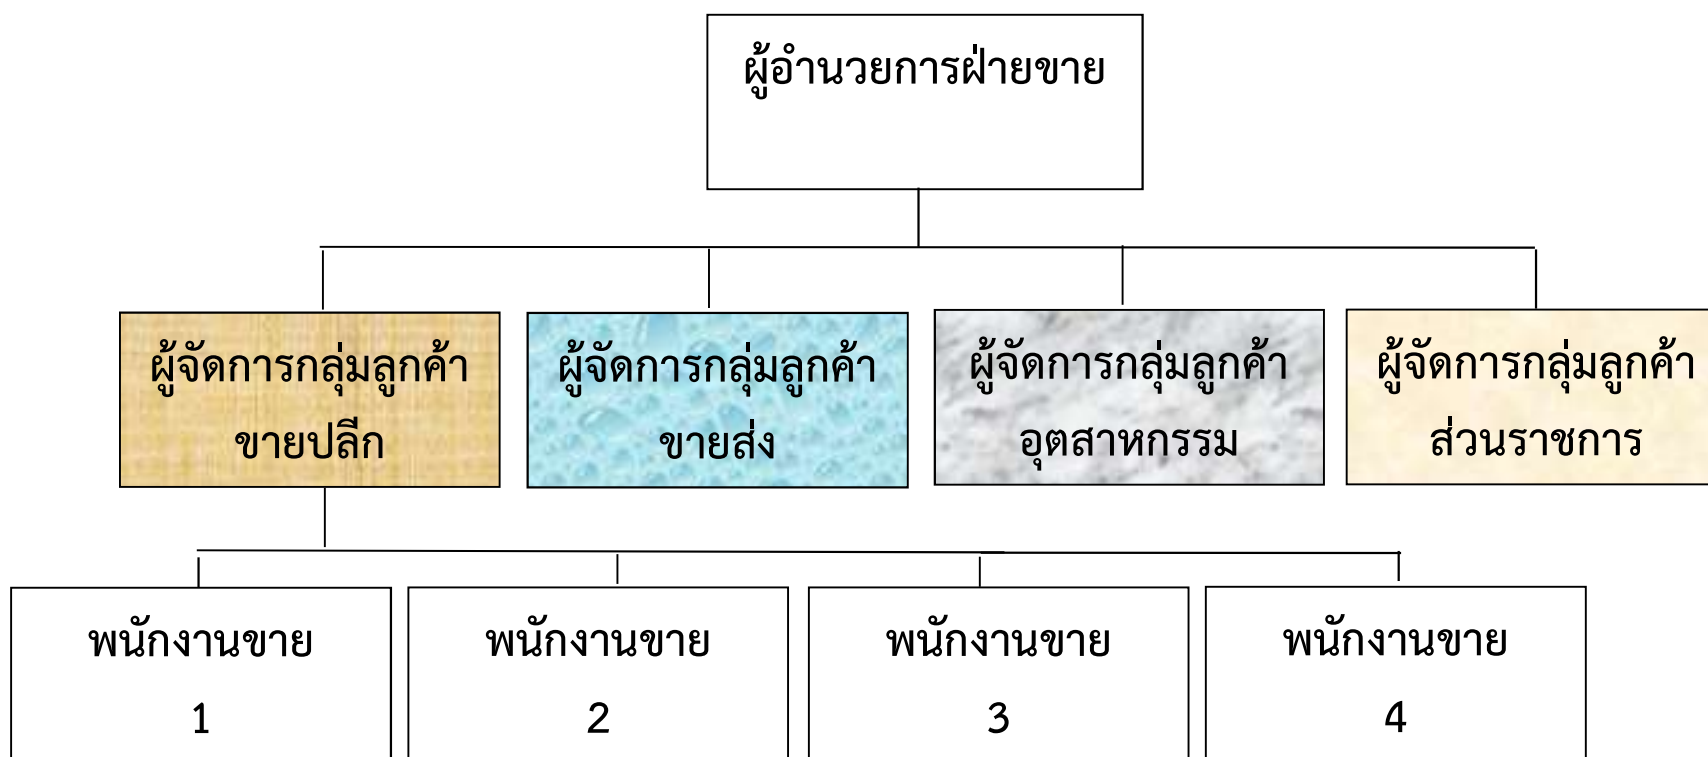 ผู้อำนวยการฝ่ายขาย
ผู้จัดการกลุ่มลูกค้า
ขายปลีก
ผู้จัดการกลุ่มลูกค้า
ขายส่ง
ผู้จัดการกลุ่มลูกค้า
อุตสาหกรรม
ผู้จัดการกลุ่มลูกค้า
ส่วนราชการ
พนักงานขาย
1
พนักงานขาย
2
พนักงานขาย
3
พนักงานขาย
4